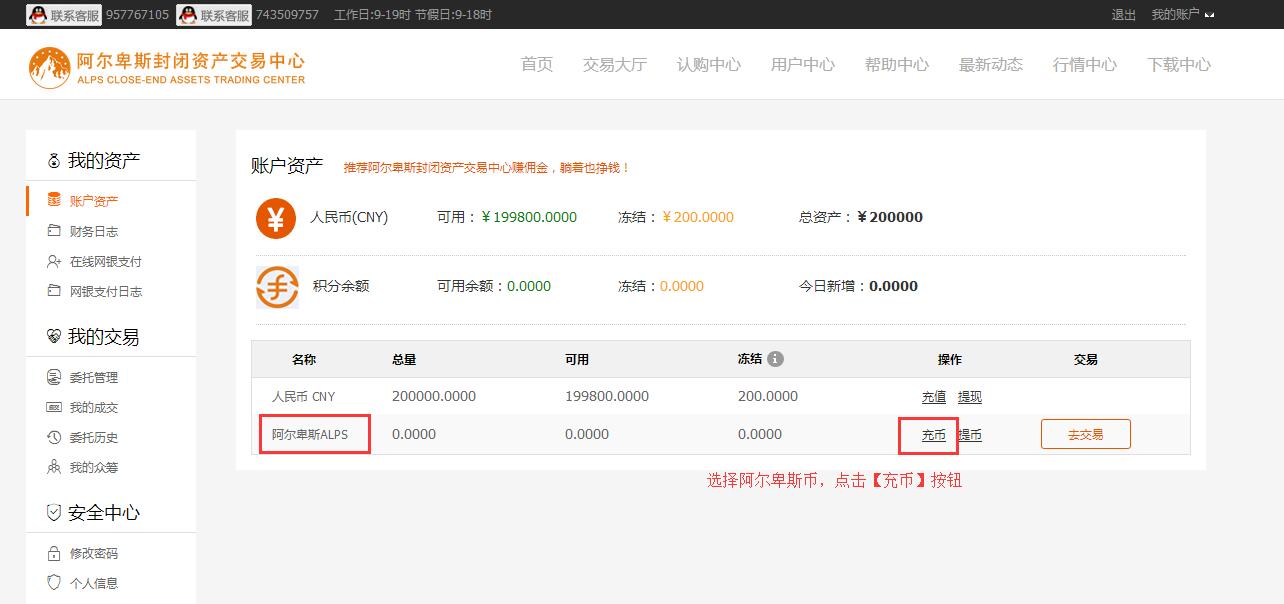 联系客服 957767105 联系客服 743509757 工作日:9-19时 节假日:9-18时 退出 我的账户
阿尔卑斯封闭资产交易中心
ALPS CLOSE-END ASSETS TRADING CENTER
首页 交易大厅 认购中心 用户中心 帮助中心 最新动态 行情中心 下载中心
我的资产
账户资产
财务日志
在线网银支付
网银支付日志
我的交易
委托管理
我的成交
委托历史
我的众筹
安全中心
修改密码
个人信息
账户资产 推荐阿尔卑斯封闭资产交易中心赚佣金，躺着也挣钱！
人民币(CNY) 可用：￥199800.0000 冻结：￥200.0000 总资产：￥200000
积分余额 可用余额：0.0000 冻结：0.0000 今日新增：0.0000
名称 总量 可用 冻结 操作 交易
人民币 CNY 200000.0000 199800.0000 200.0000 充值 提现
阿尔卑斯ALPS 0.0000 0.0000 0.0000 充币 提币 去交易
选择阿尔卑斯币，点击【充币】按钮